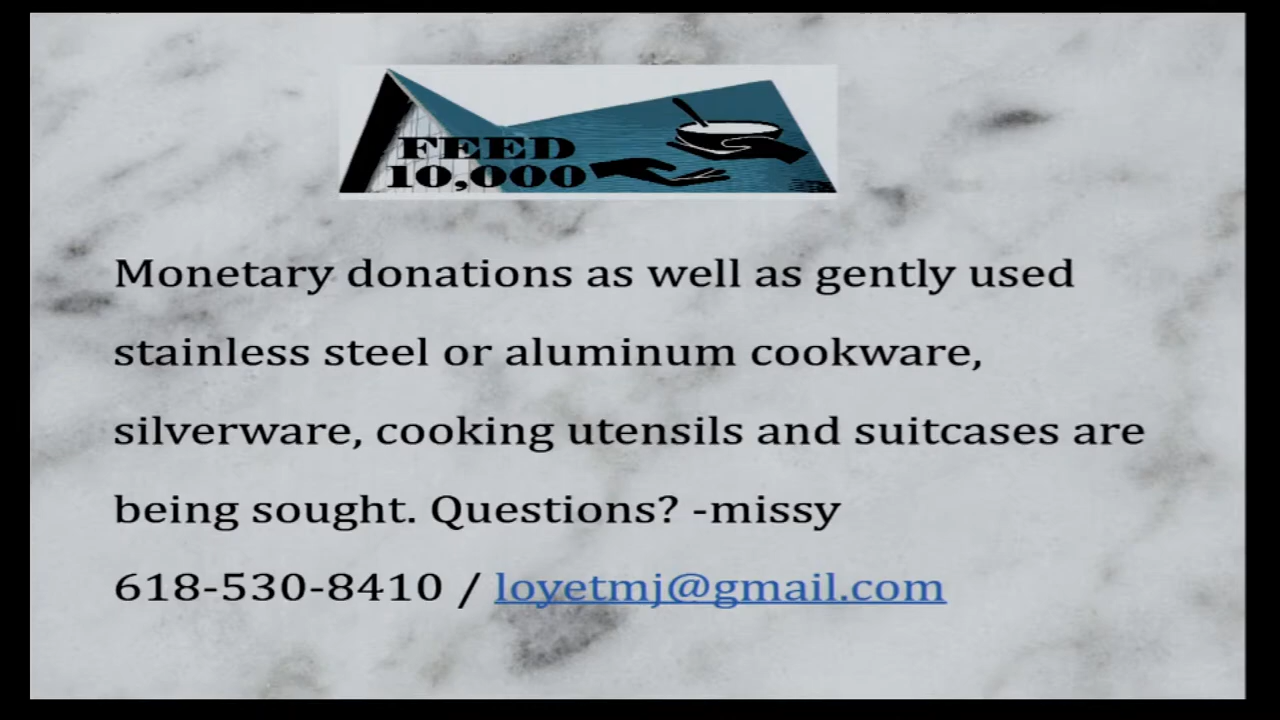 FEED
10,000
Monetary donations as well as gently used
stainless steel or aluminum cookware,
silverware, cooking utensils and suitcases are
being sought. Questions? -missy
618-530-8410 / loyetmj@gmail.com